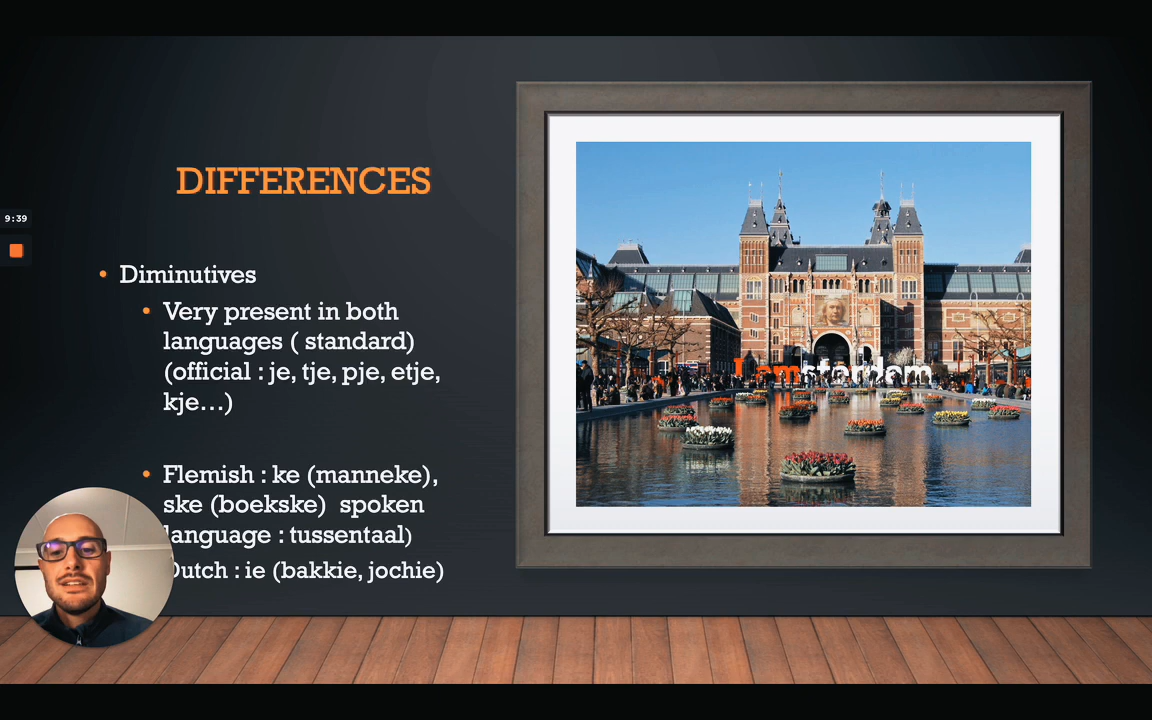 DIFFERENCES
9:39
• Diminutives
• Very present in both
languages ( standard)
(official : je, tje, pje, etje,
kje…)
• Flemish : ke (manneke),
ske (boekske)  spoken
language : tussentaal)
Dutch : ie (bakkie, jochie)
I amsterdam